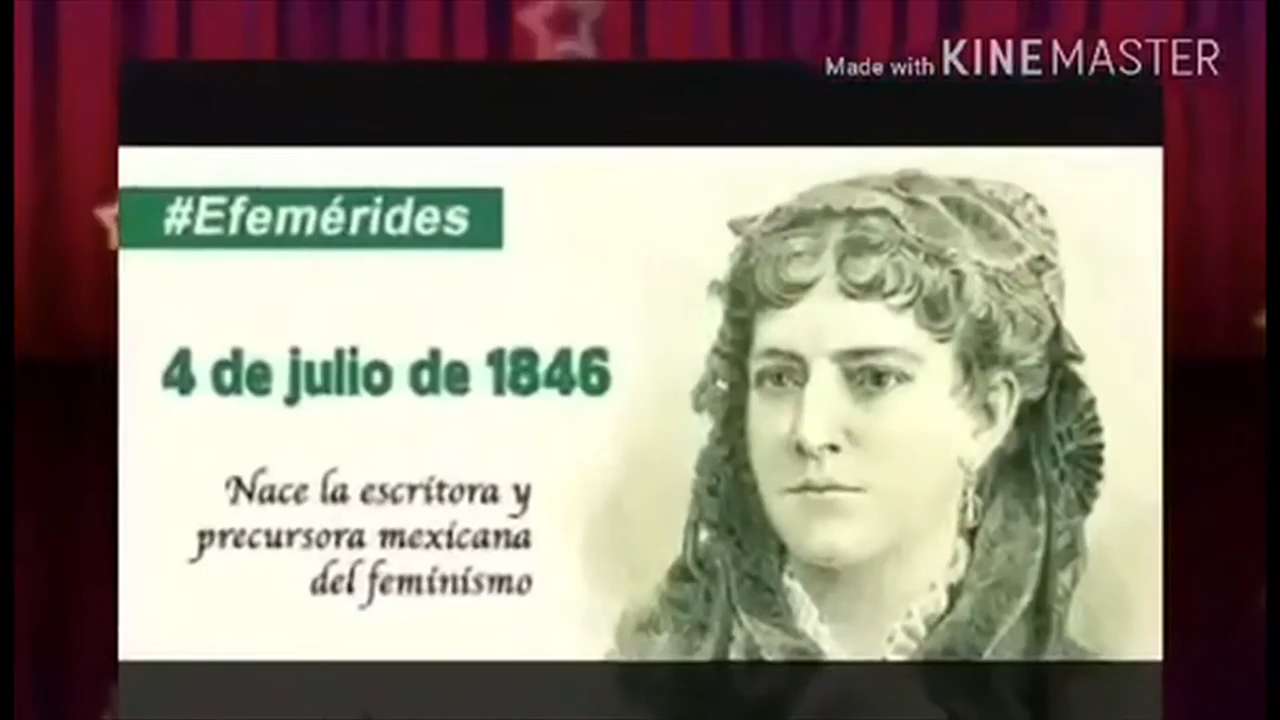 Made with KINEMASTER
#Efemérides
4 de julio de 1846
Nace la escritora y
precursora mexicana
del feminismo